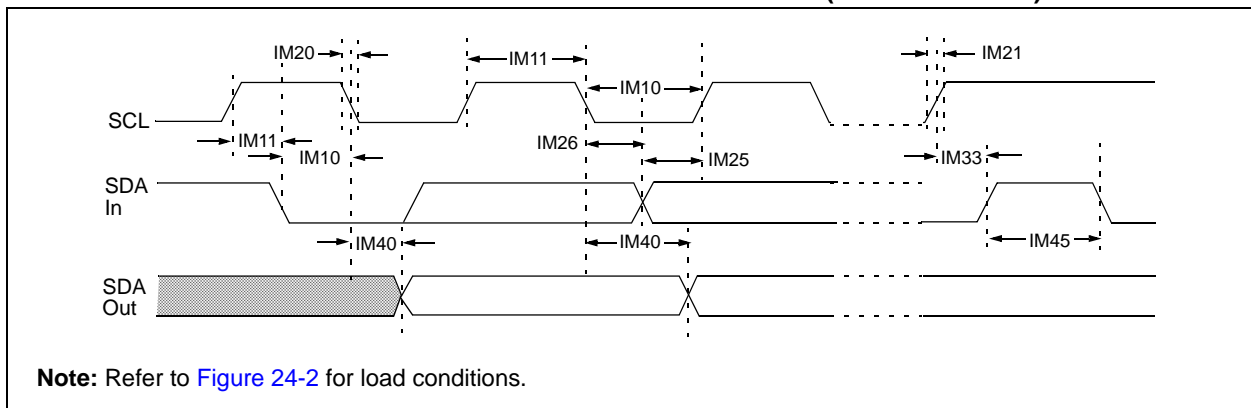 IM20
IM11
IM21
IM10
SCL
IM11
IM26
IM10
IM25
IM33
SDA
In
IM40
IM40
IM45
SDA
Out
Note: Refer to Figure 24-2 for load conditions.